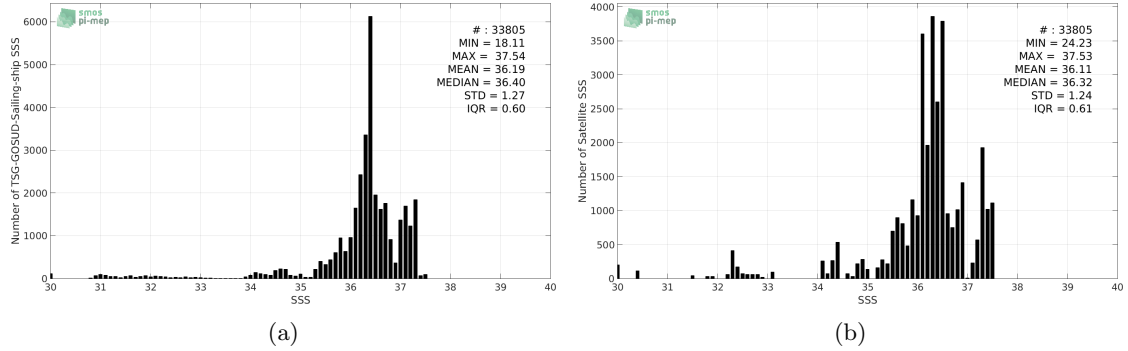 smos
pi-mep
# : 33805
MIN = 18.11
MAX = 37.54
MEAN = 36.19
MEDIAN = 36.40
STD = 1.27
IQR = 0.60
Number of TSG-GOSUD-Sailing-ship SSS
6000
5000
4000
3000
2000
1000
0
30 31 32 33 34 35 36 37 38 39 40
SSS
(a)
smos
pi-mep
# : 33805
MIN = 24.23
MAX = 37.53
MEAN = 36.11
MEDIAN = 36.32
STD = 1.24
IQR = 0.61
Number of Satellite SSS
4000
3500
3000
2500
2000
1500
1000
500
0
30 31 32 33 34 35 36 37 38 39 40
SSS
(b)